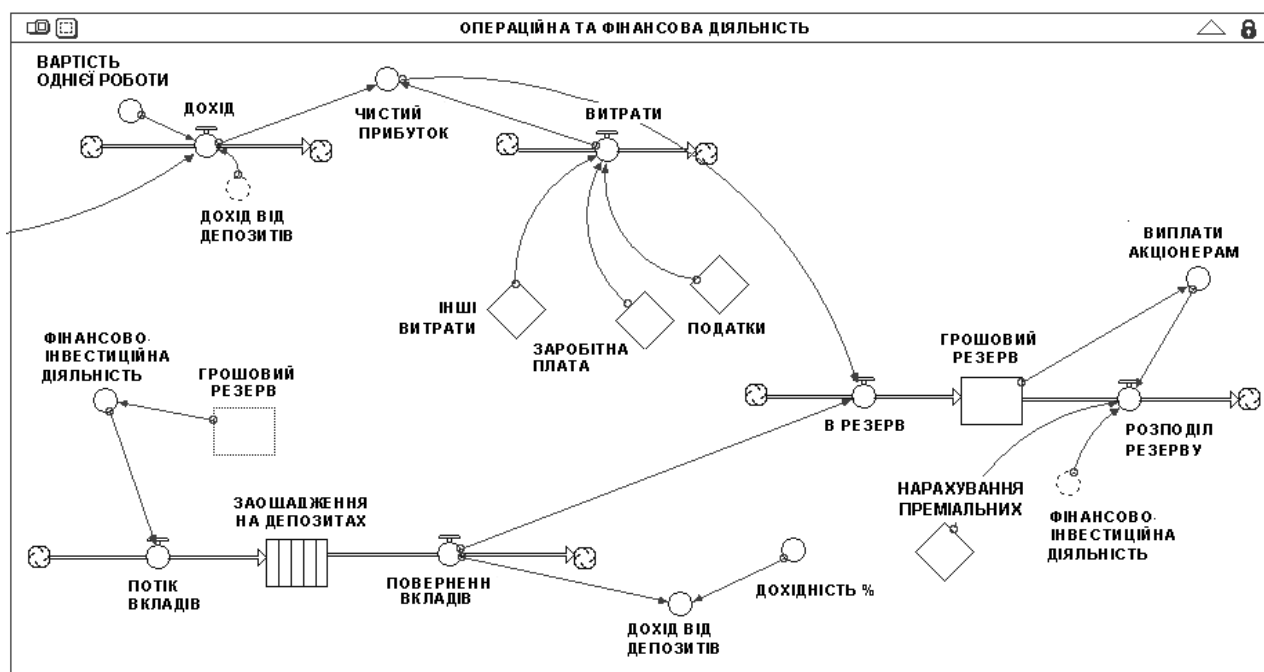 ОПЕРАЦІЙНА ТА ФІНАНСОВА ДІЯЛЬНІСТЬ
ВАРТІСТЬ
ОДНІЄЇ РОБОТИ
ДОХІД
ЧИСТИЙ
ПРИБУТОК
ВИТРАТИ
ДОХІД ВІД
ДЕПОЗИТІВ
ВИПЛАТИ
АКЦІОНЕРАМ
ІНШІ
ВИТРАТИ
ЗАРОБІТНА
ПЛАТА
ПОДАТКИ
ФІНАНСОВО-
ІНВЕСТИЦІЙНА
ДІЯЛЬНІСТЬ
ГРОШОВИЙ
РЕЗЕРВ
ГРОШОВИЙ
РЕЗЕРВ
В РЕЗЕРВ
РОЗПОДІЛ
РЕЗЕРВУ
ЗАОШАДЖЕННЯ
НА ДЕПОЗИТАХ
НАРАХУВАННЯ
ПРЕМІАЛЬНИХ
ФІНАНСОВО-
ІНВЕСТИЦІЙНА
ДІЯЛЬНІСТЬ
ПОТІК
ВКЛАДІВ
ПОВЕРНЕНН
ВКЛАДІВ
ДОХІДНІСТЬ %
ДОХІД ВІД
ДЕПОЗИТІВ